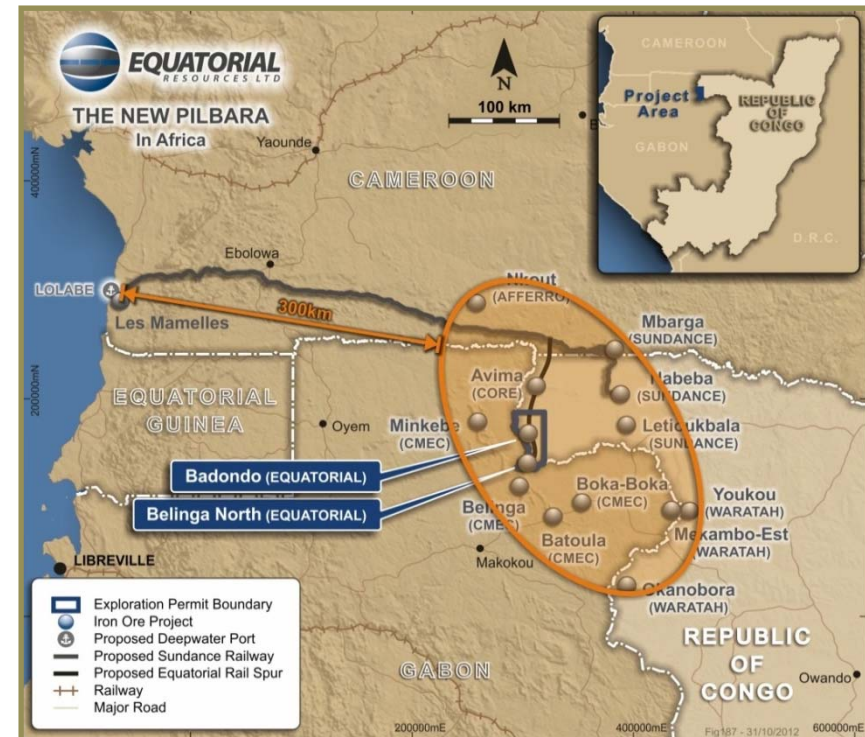 EQUATORIAL
RESOURCES LTD
THE NEW PILBARA
In Africa
N
100 km
Yaounde
CAMEROON
Ebolowa
LOLABE
300km
Les Mamelles
Nkout
(AFFERRO)
Mbarga
(SUNDANCE)
Avima
(CORE)
Nabeba
(SUNDANCE)
EQUATORIAL
GUINEA
Oyem
Minkebe
(CMEC)
Letioukbala
(SUNDANCE)
Badondo (EQUATORIAL)
Belinga North (EQUATORIAL)
Belinga
(CMEC)
Boka-Boka
(CMEC)
Youkou
(WARATAH)
Batoula
(CMEC)
Mekambo-Est
(WARATAH)
Makokou
LIBREVILLE
Okanobora
(WARATAH)
GABON
REPUBLIC
OF
CONGO
Owando
Exploration Permit Boundary
Iron Ore Project
Proposed Deepwater Port
Proposed Sundance Railway
Proposed Equatorial Rail Spur
Railway
Major Road
400000mN
200000mN
200000mE
400000mE
600000mE
Fig187 - 31/10/2012
CAMEROON
Project
Area
REPUBLIC
OF
CONGO
GABON
D.R.C.